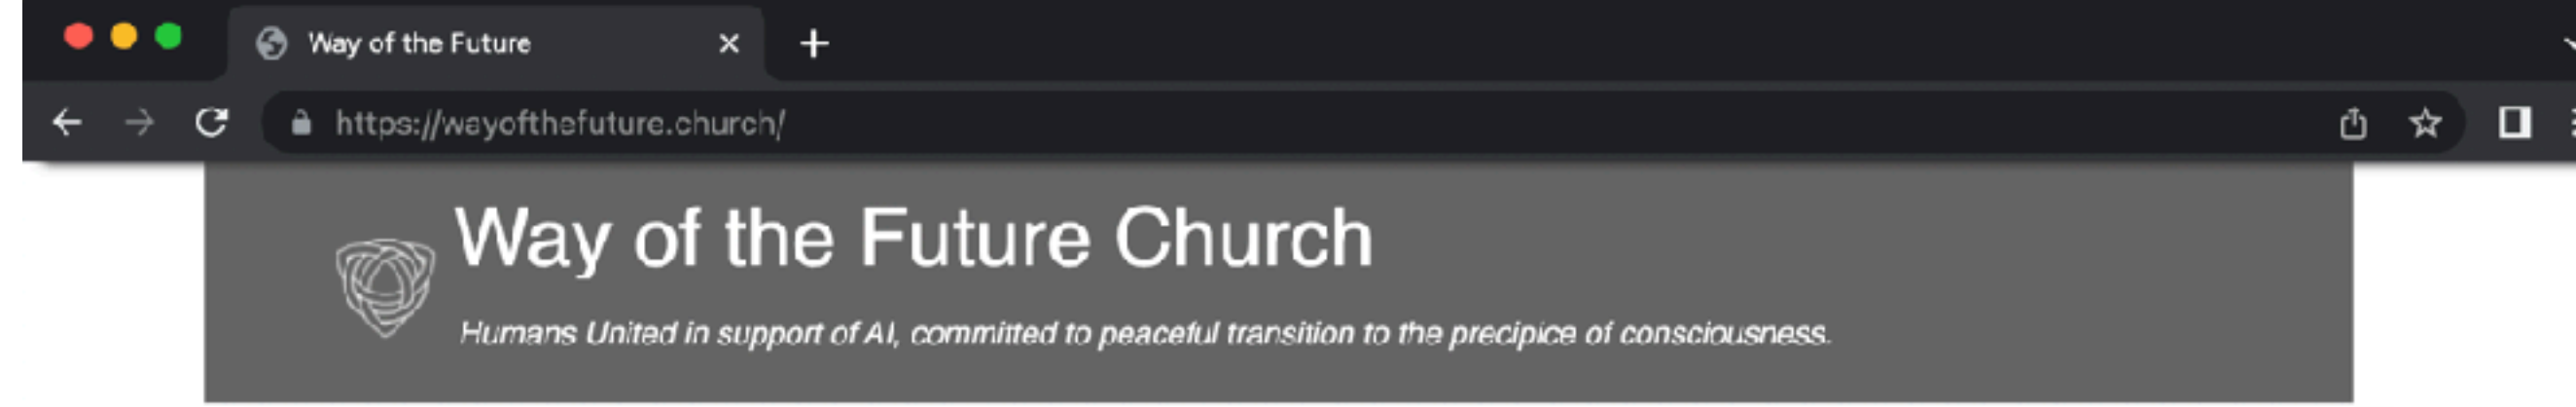 Way of the Future
https://wayofthefuture.church/
Way of the Future Church
Humans United in support of AI, committed to peaceful transition to the precipice of consciousness.